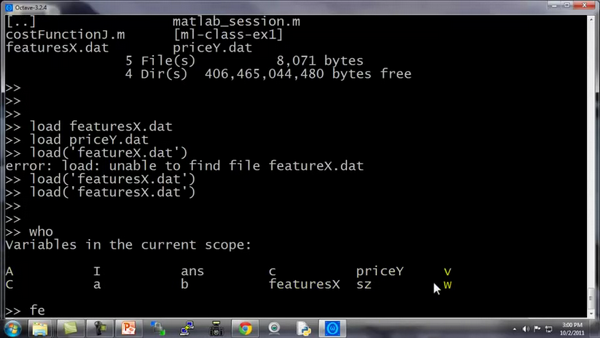 Octave-3.2.4
[..] matlab_session.m
costFunctionJ.m [ml-class-ex1]
featuresX.dat priceY.dat
5 File(s) 8,071 bytes
4 Dir(s) 406,465,044,480 bytes free
>>
>>
>>
>> load featuresX.dat
>> load priceY.dat
>> load('featureX.dat')
error: load: unable to find file featureX.dat
>> load('featuresX.dat')
>> load('featuresX.dat')
>>
>>
>> who
Variables in the current scope:
A I ans c priceY v
C a b featuresX sz w
>> fe
3:00 PM
10/2/2011